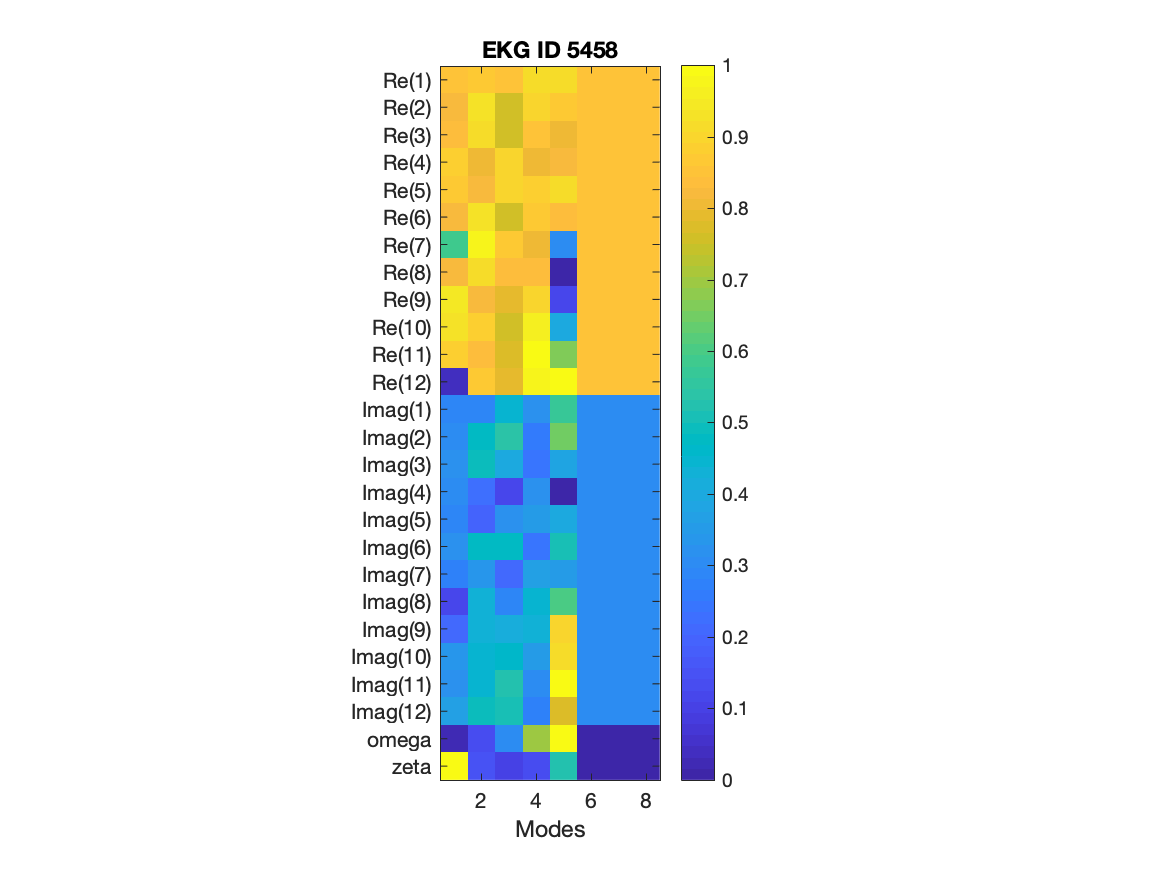 EKG ID 5458
Re(1)
Re(2)
Re(3)
Re(4)
Re(5)
Re(6)
Re(7)
Re(8)
Re(9)
Re(10)
Re(11)
Re(12)
Imag(1)
Imag(2)
Imag(3)
Imag(4)
Imag(5)
Imag(6)
Imag(7)
Imag(8)
Imag(9)
Imag(10)
Imag(11)
Imag(12)
omega
zeta
2 4 6 8
Modes
1
0.9
0.8
0.7
0.6
0.5
0.4
0.3
0.2
0.1
0